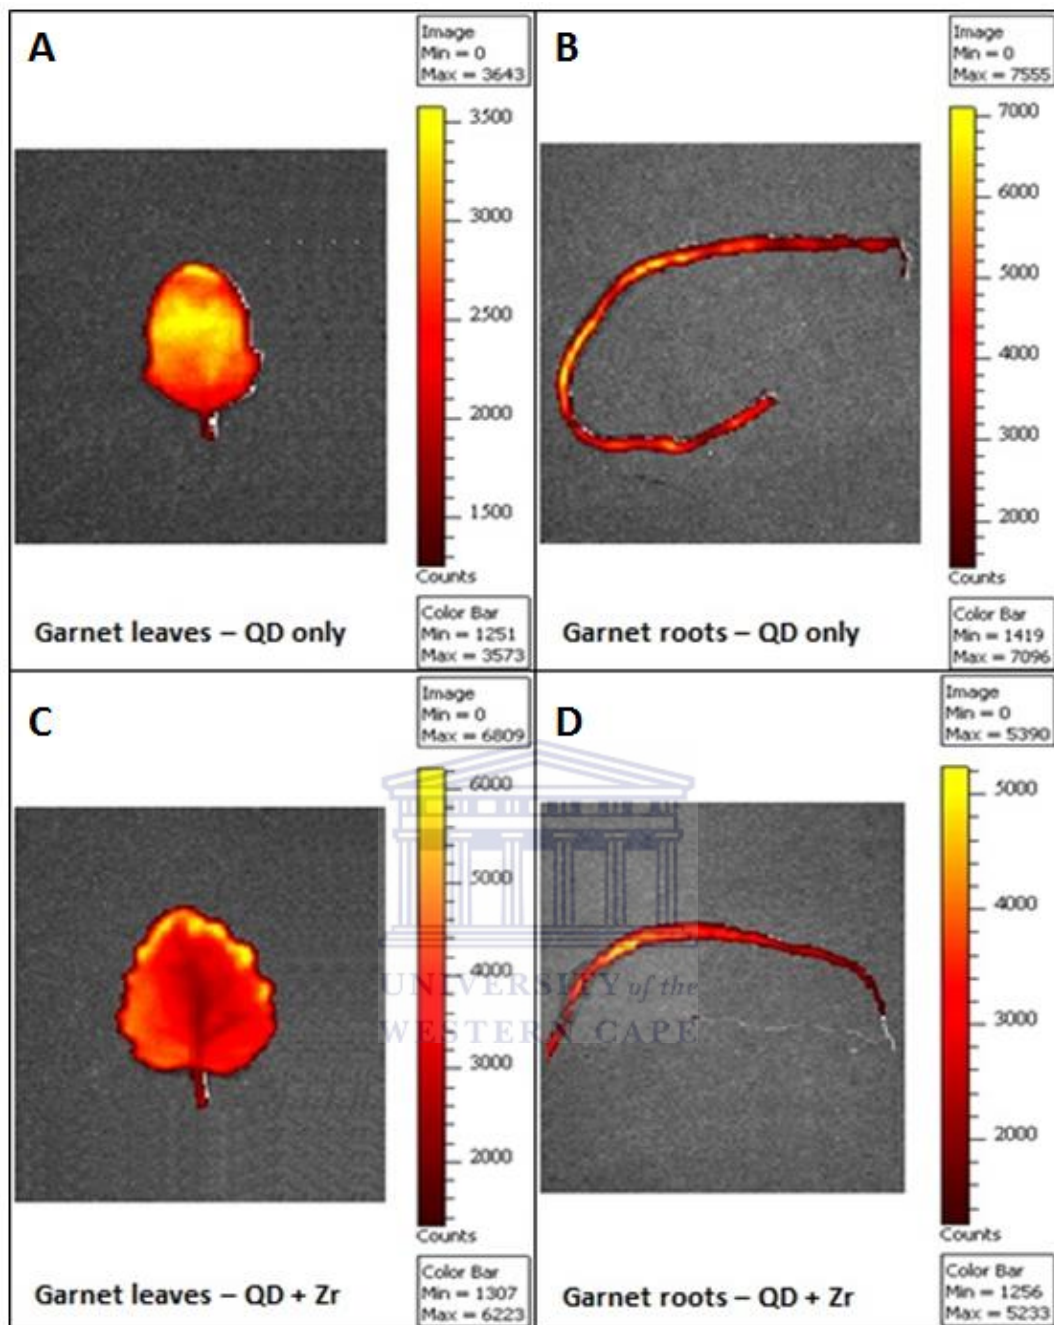 A
Image
Min = 0
Max = 3643
3500
3000
2500
2000
1500
Counts
Color Bar
Min = 1251
Max = 3573
Garnet leaves – QD only
B
Image
Min = 0
Max = 7555
7000
6000
5000
4000
3000
2000
Counts
Color Bar
Min = 1419
Max = 7096
Garnet roots – QD only
C
Image
Min = 0
Max = 6809
6000
5000
4000
3000
2000
Counts
Color Bar
Min = 1307
Max = 6223
Garnet leaves – QD + Zr
D
Image
Min = 0
Max = 5390
5000
4000
3000
2000
Counts
Color Bar
Min = 1256
Max = 5233
Garnet roots – QD + Zr
UNIVERSITY of the
WESTERN CAPE